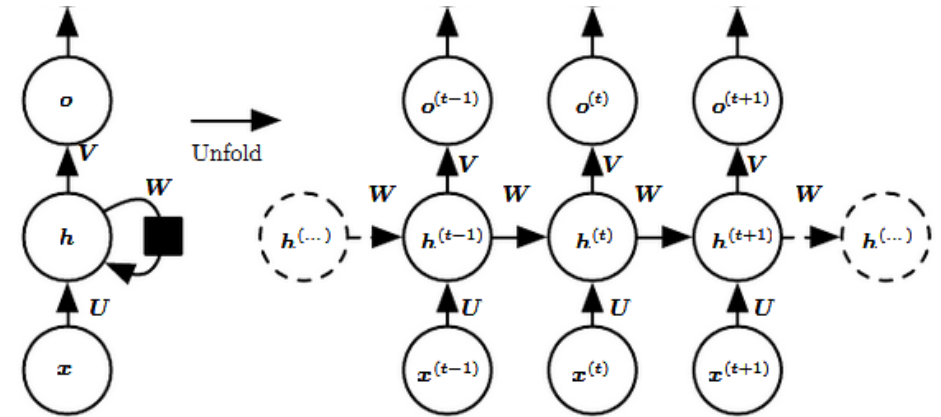 o o^(t−1) o^(t) o^(t+1)
Unfold
V V V V
W W W W W
h h^(...) h^(t−1) h^(t) h^(t+1) h^(...)
U U U U
x x^(t−1) x^(t) x^(t+1)